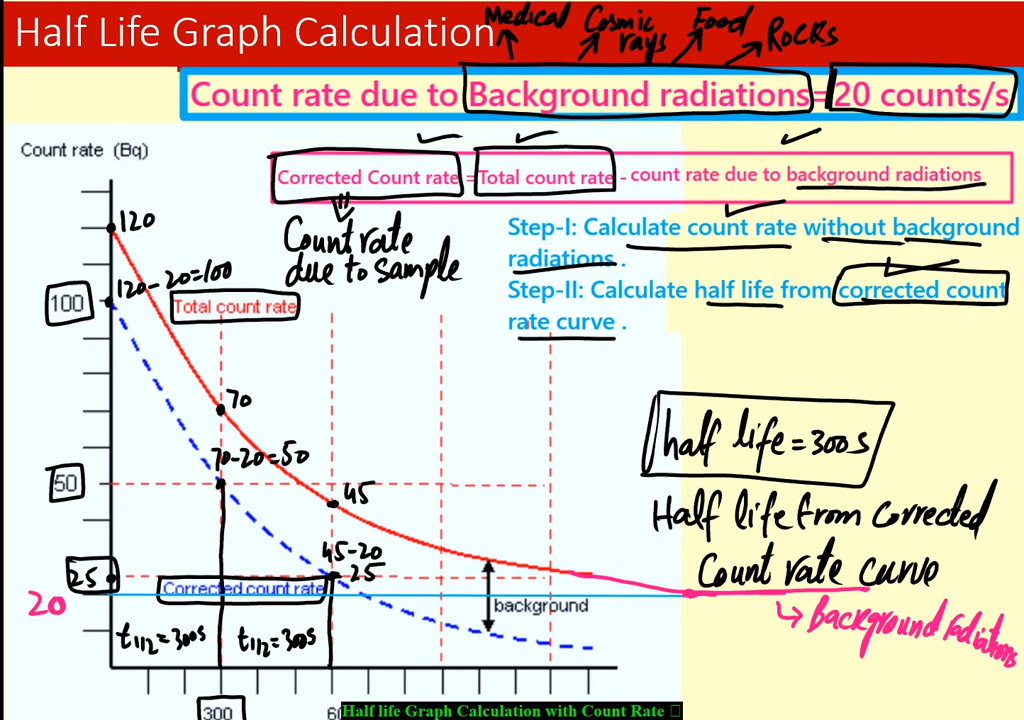 Half Life Graph Calculation
Medical Cosmic rays Food Rocks
Count rate due to Background radiations = 20 counts/s
Count rate (Bq)
Corrected Count rate = Total count rate - count rate due to background radiations
Count rate
due to sample
Step-I: Calculate count rate without background
radiations .
Step-II: Calculate half life from corrected count
rate curve .
120
120-20=100
100
Total count rate
70
70-20=50
50
45
45-20
25
25
Corrected count rate
20
background
t1/2=300s
t1/2=300s
300
half life=300s
Half life from corrected
Count rate curve
Background radiations
Half life Graph Calculation with Count Rate